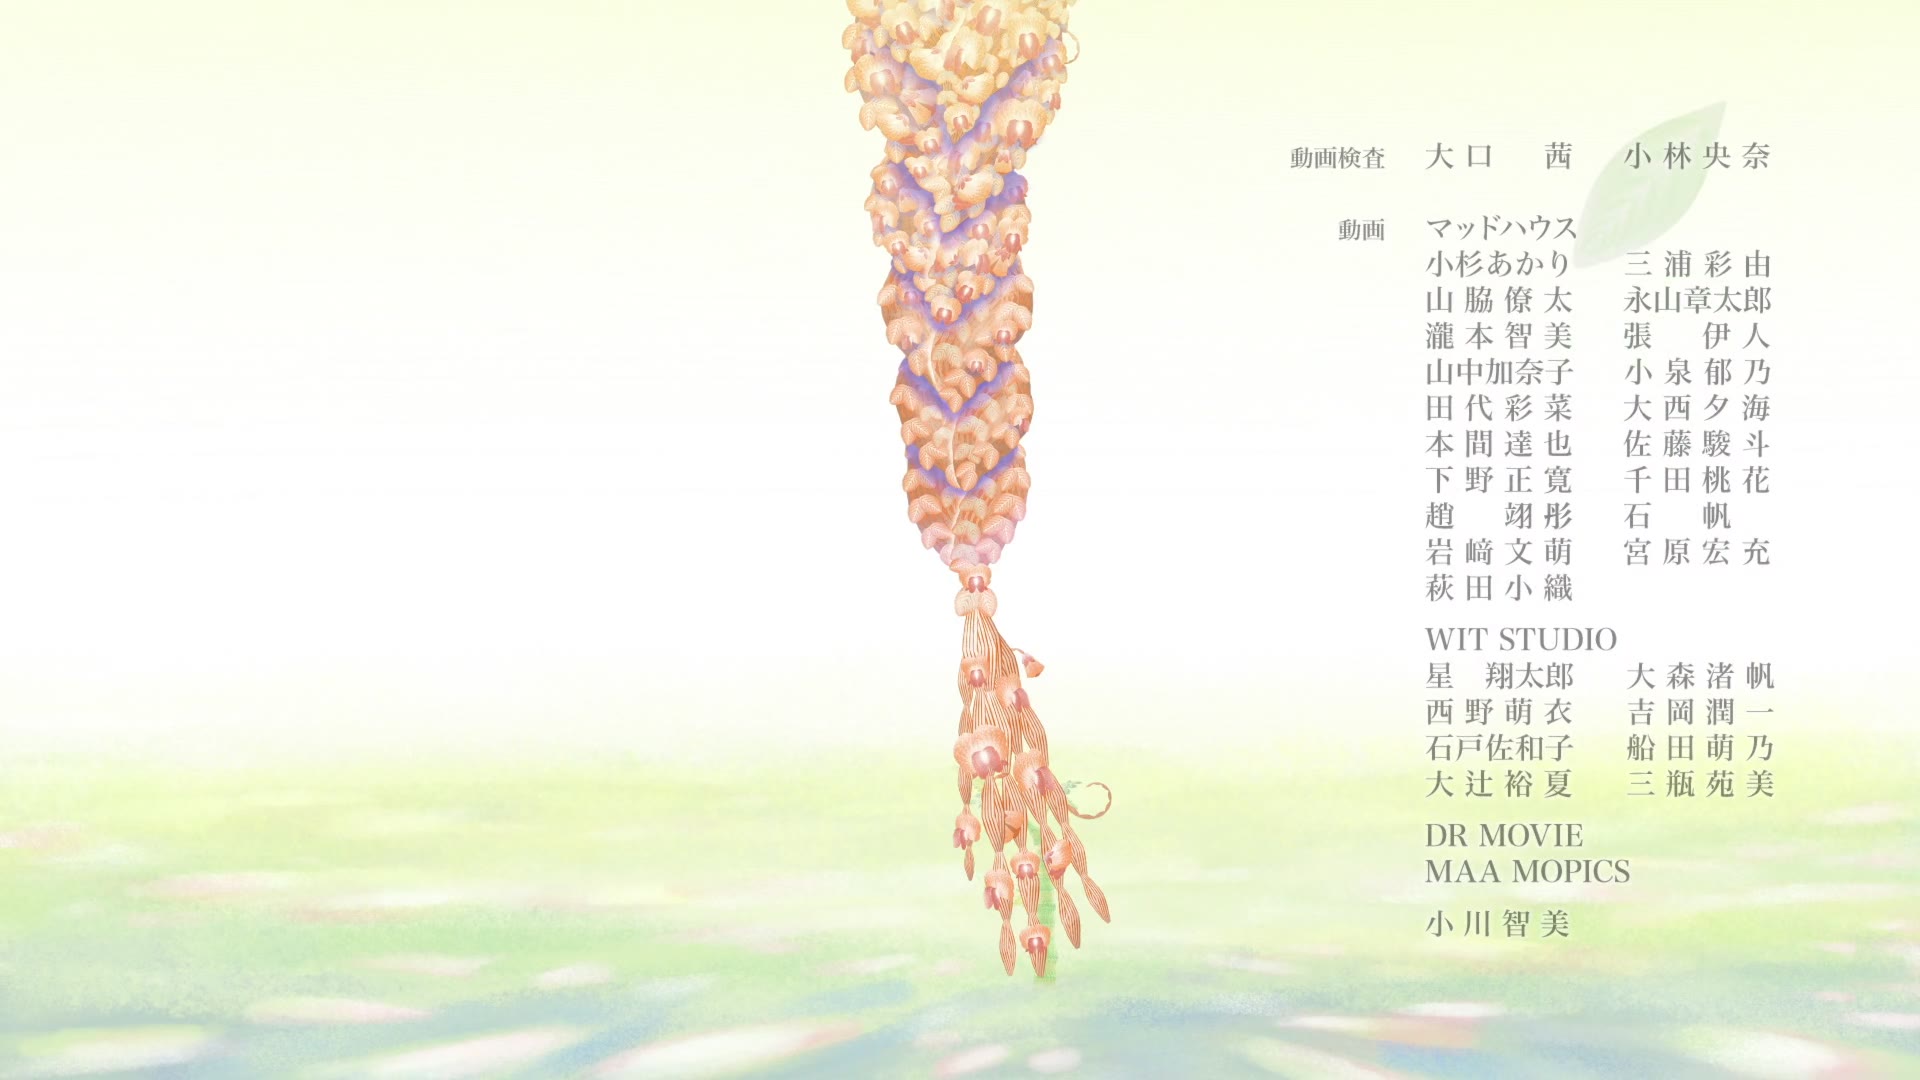 動画検査 大口 茜 小林央奈
動画 マッドハウス
小杉あかり 三浦彩由
山脇僚太 永山章太郎
瀧本智美 張 伊人
山中加奈子 小泉郁乃
田代彩菜 大西夕海
本間達也 佐藤駿斗
下野正寛 千田桃花
趙 翊彤 石 帆
岩﨑文萌 宮原宏充
萩田小織
WIT STUDIO
星 翔太郎 大森渚帆
西野萌衣 吉岡潤一
石戸佐和子 船田萌乃
大辻裕夏 三瓶苑美
DR MOVIE
MAA MOPICS
小川智美